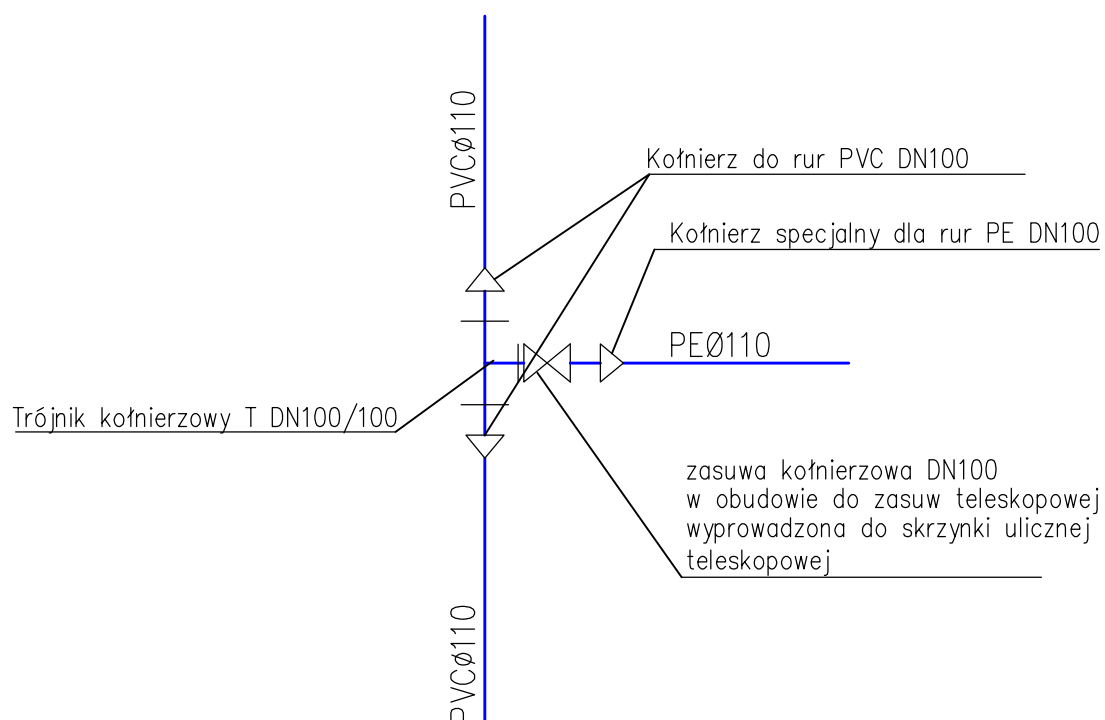 PVCø110
Kołnierz do rur PVC DN100
Kołnierz specjalny dla rur PE DN100
PEØ110
Trójnik kołnierzowy T DN100/100
zasuwa kołnierzowa DN100
w obudowie do zasuw teleskopowej
wyprowadzona do skrzynki ulicznej
teleskopowej
PVCø110